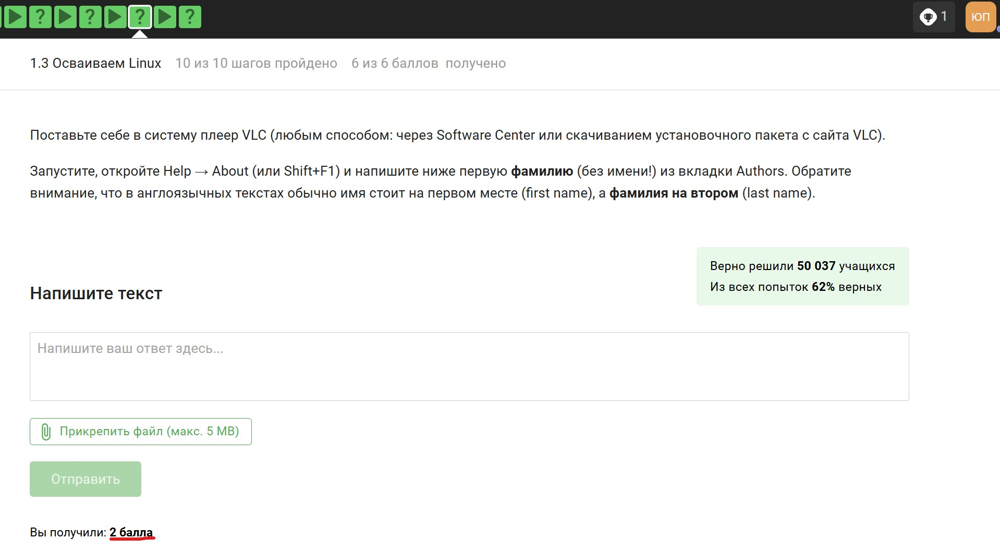 ? ? ? ? 1 ЮП
1.3 Осваиваем Linux 10 из 10 шагов пройдено 6 из 6 баллов получено
Поставьте себе в систему плеер VLC (любым способом: через Software Center или скачиванием установочного пакета с сайта VLC).
Запустите, откройте Help → About (или Shift+F1) и напишите ниже первую фамилию (без имени!) из вкладки Authors. Обратите
внимание, что в англоязычных текстах обычно имя стоит на первом месте (first name), а фамилия на втором (last name).
Верно решили 50 037 учащихся
Из всех попыток 62% верных
Напишите текст
Напишите ваш ответ здесь...
Прикрепить файл (макс. 5 MB)
Отправить
Вы получили: 2 балла